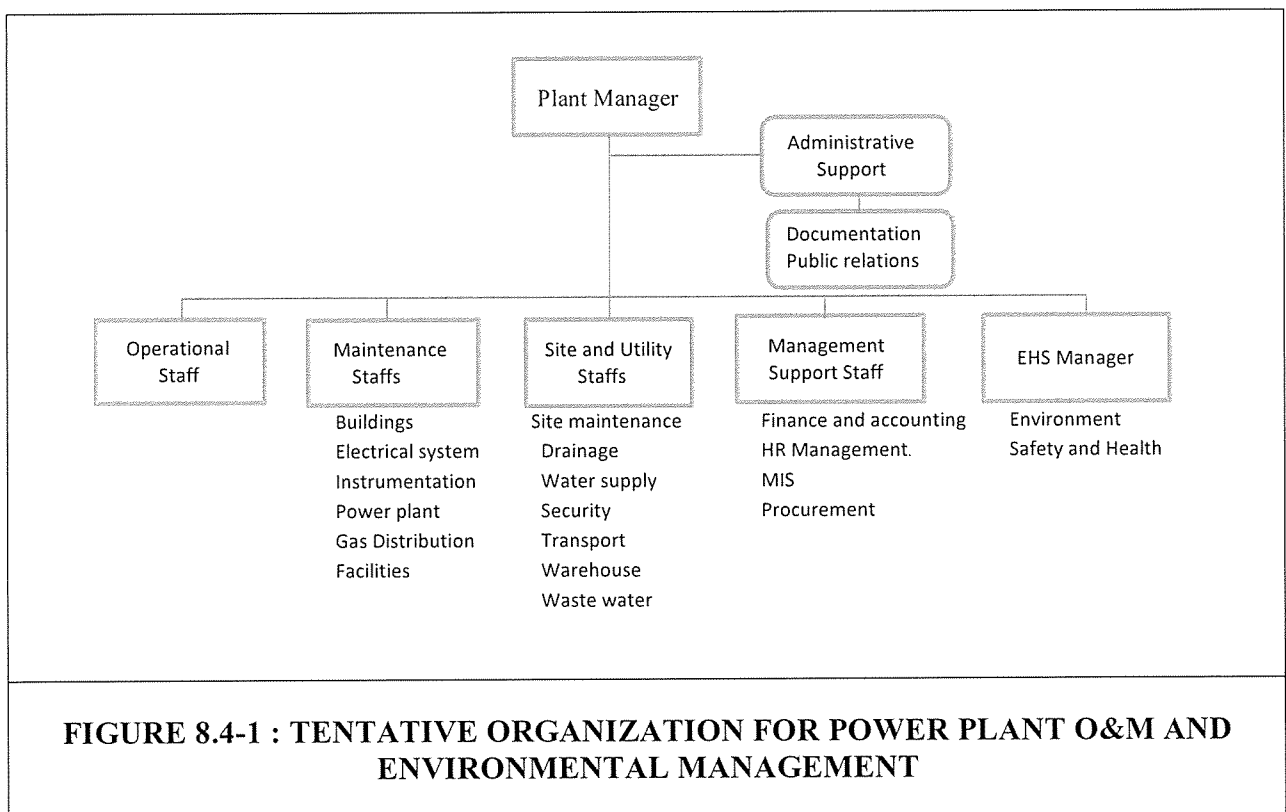 Plant Manager
Administrative
Support
Documentation
Public relations
Operational
Staff
Maintenance
Staffs
Buildings
Electrical system
Instrumentation
Power plant
Gas Distribution
Facilities
Site and Utility
Staffs
Site maintenance
Drainage
Water supply
Security
Transport
Warehouse
Waste water
Management
Support Staff
Finance and accounting
HR Management.
MIS
Procurement
EHS Manager
Environment
Safety and Health
FIGURE 8.4-1 : TENTATIVE ORGANIZATION FOR POWER PLANT O&M AND
ENVIRONMENTAL MANAGEMENT